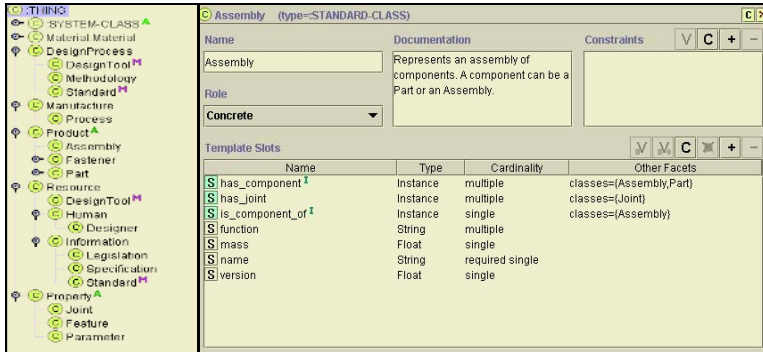 :THING
:SYSTEM-CLASS A
Material.Material
DesignProcess
DesignTool M
Methodology
Standard M
Manufacture
Process
Product A
Assembly
Fastener
Part
Resource
DesignTool M
Human
Designer
Information
Legislation
Specification
Standard M
Property A
Joint
Feature
Parameter
C Assembly (type=:STANDARD-CLASS)
Name Documentation Constraints V C + −
Assembly
Represents an assembly of
components. A component can be a
Part or an Assembly.
Role
Concrete
Template Slots V V C + −
Name Type Cardinality Other Facets
S has_component I Instance multiple classes={Assembly,Part}
S has_joint Instance multiple classes={Joint}
S is_component_of I Instance single classes={Assembly}
S function String multiple
S mass Float single
S name String required single
S version Float single